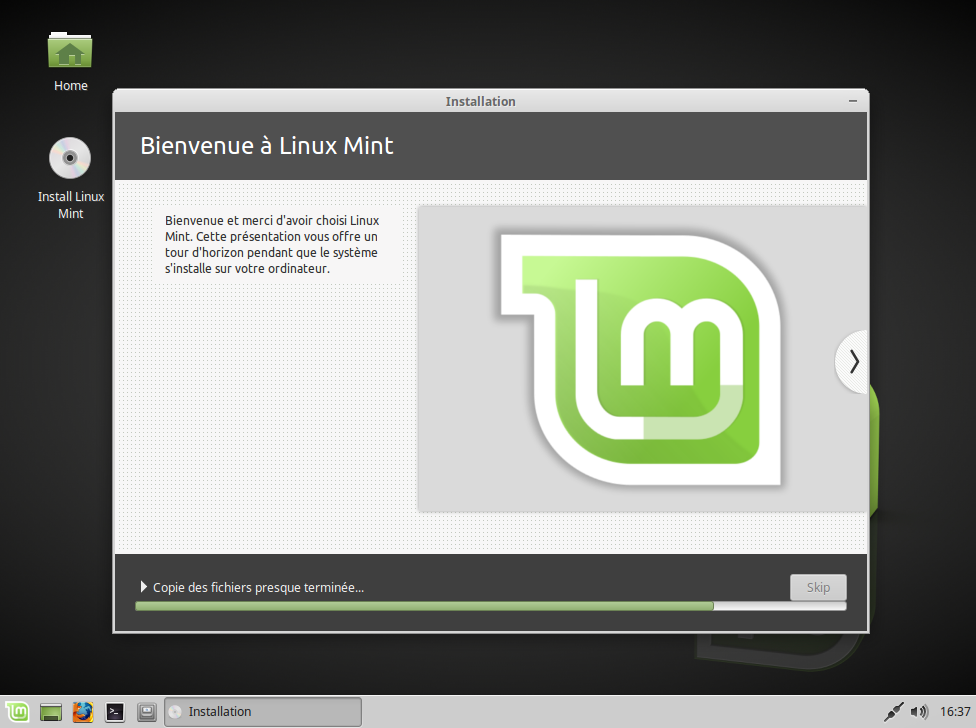 Home
Install Linux
Mint
Installation
Bienvenue à Linux Mint
Bienvenue et merci d'avoir choisi Linux
Mint. Cette présentation vous offre un
tour d'horizon pendant que le système
s'installe sur votre ordinateur.
Copie des fichiers presque terminée...
Skip
Installation
16:37